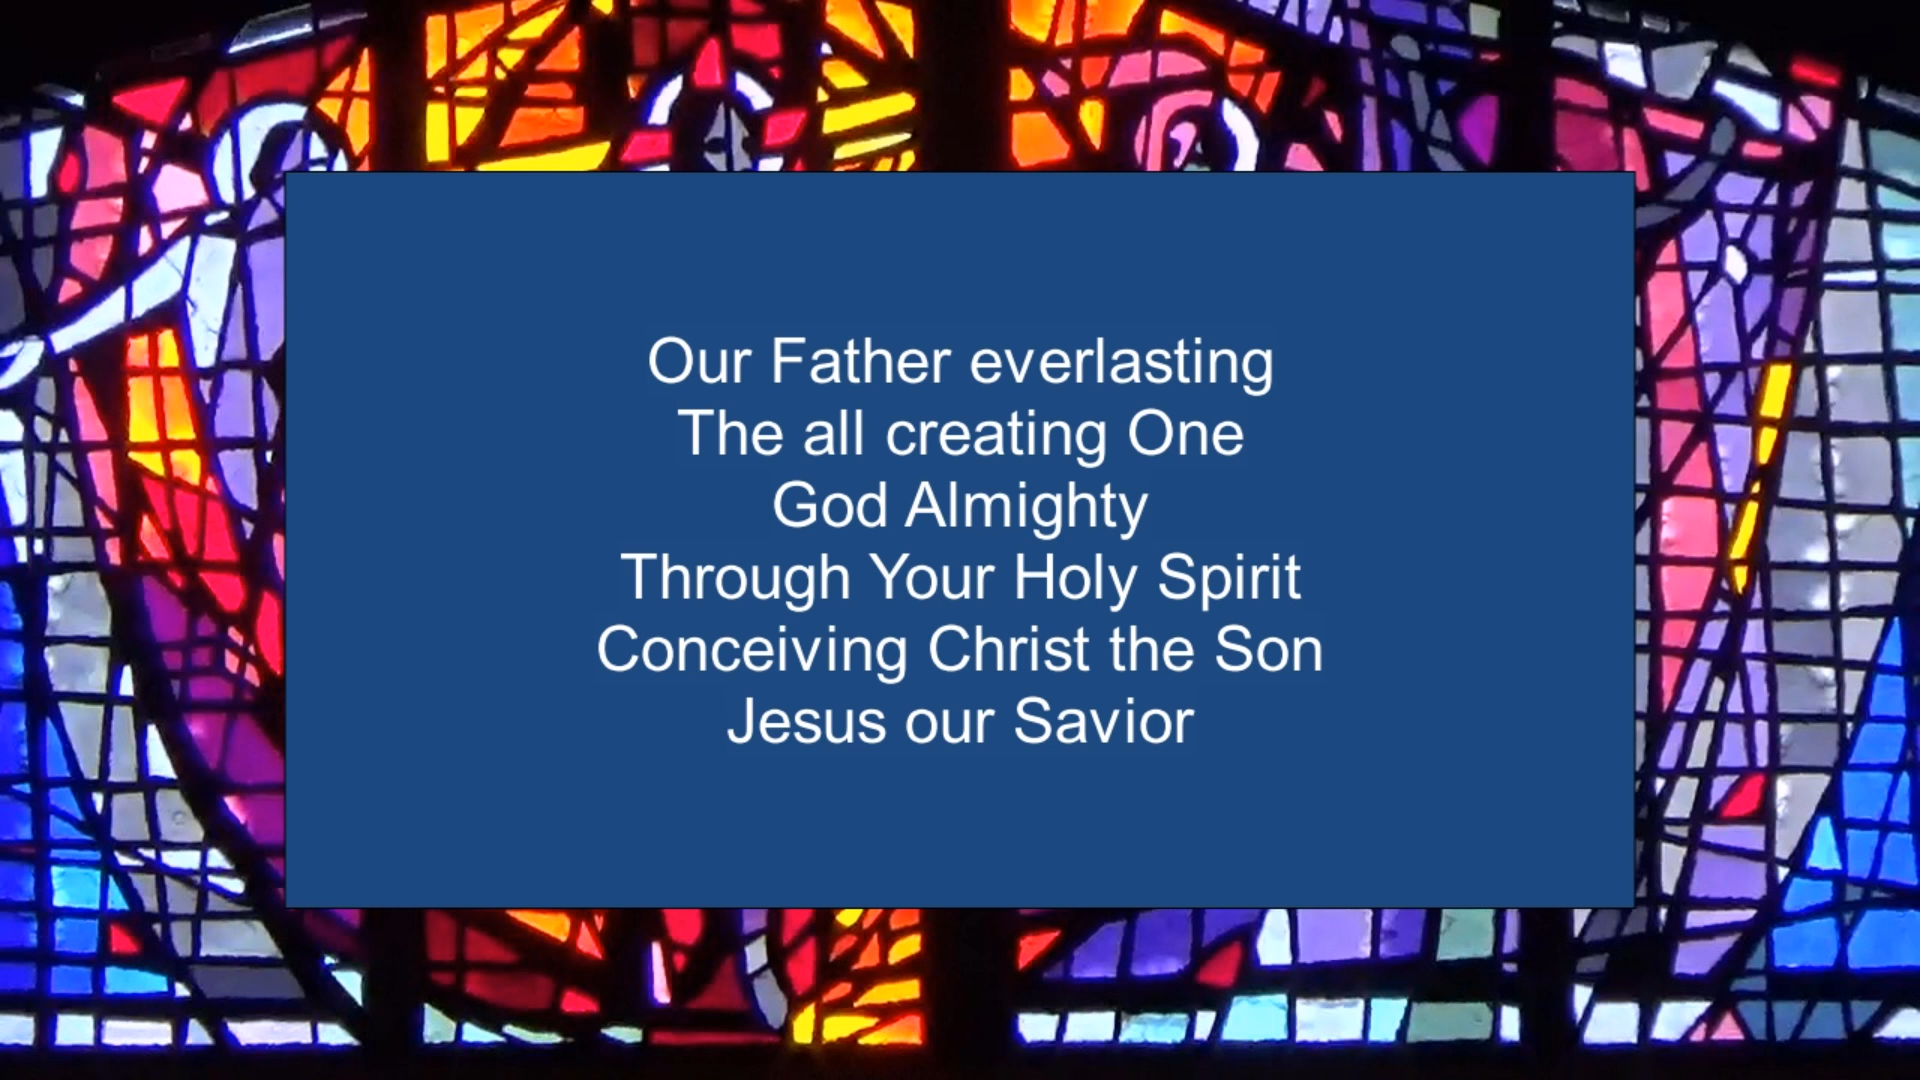 Our Father everlasting
The all creating One
God Almighty
Through Your Holy Spirit
Conceiving Christ the Son
Jesus our Savior